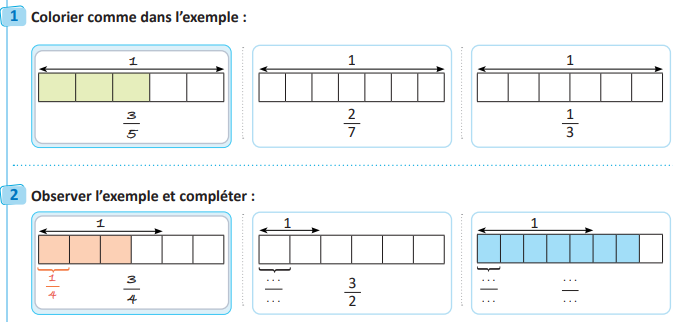 1 Colorier comme dans l'exemple :
1 1 1
3/5 2/7 1/3
2 Observer l'exemple et compléter :
1 1 1
1/4 3/4 .../... 3/2 .../... .../...